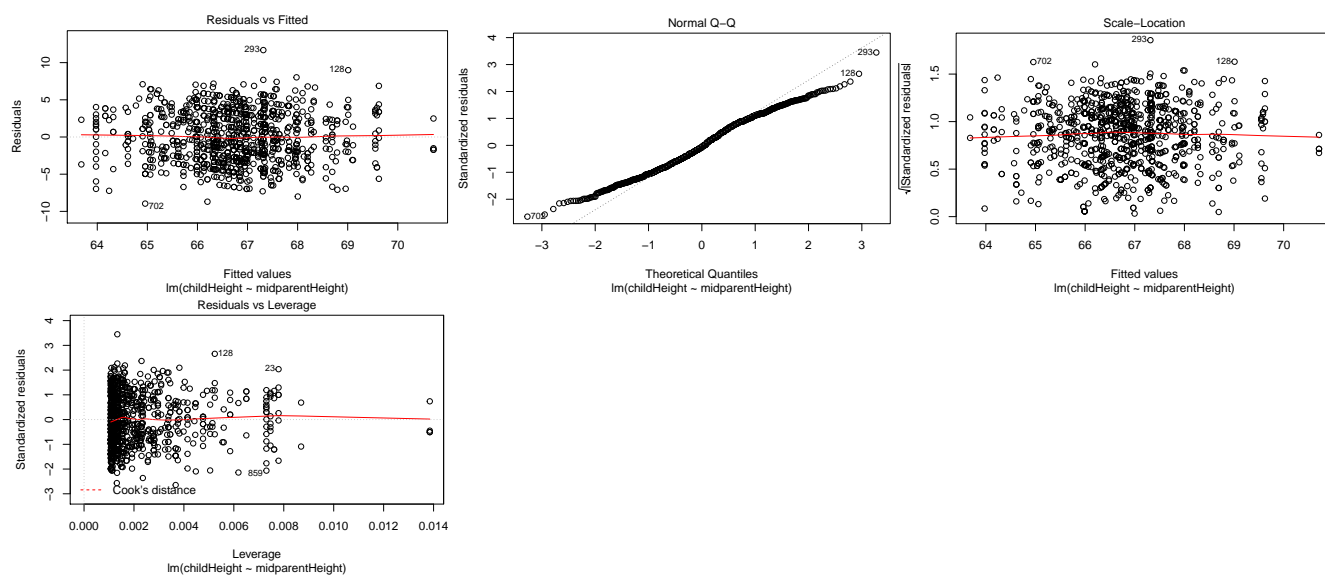 Residuals vs Fitted
Residuals
10
5
0
-5
-10
293
128
702
64 65 66 67 68 69 70
Fitted values
lm(childHeight ~ midparentHeight)
Normal Q-Q
Standardized residuals
4
3
2
1
0
-1
-2
293
128
702
-3 -2 -1 0 1 2 3
Theoretical Quantiles
lm(childHeight ~ midparentHeight)
Scale-Location
√|Standardized residuals|
1.5
1.0
0.5
0.0
293
702
128
64 65 66 67 68 69 70
Fitted values
lm(childHeight ~ midparentHeight)
Residuals vs Leverage
Standardized residuals
4
3
2
1
0
-1
-2
-3
128
23
859
Cook's distance
0.000 0.002 0.004 0.006 0.008 0.010 0.012 0.014
Leverage
lm(childHeight ~ midparentHeight)